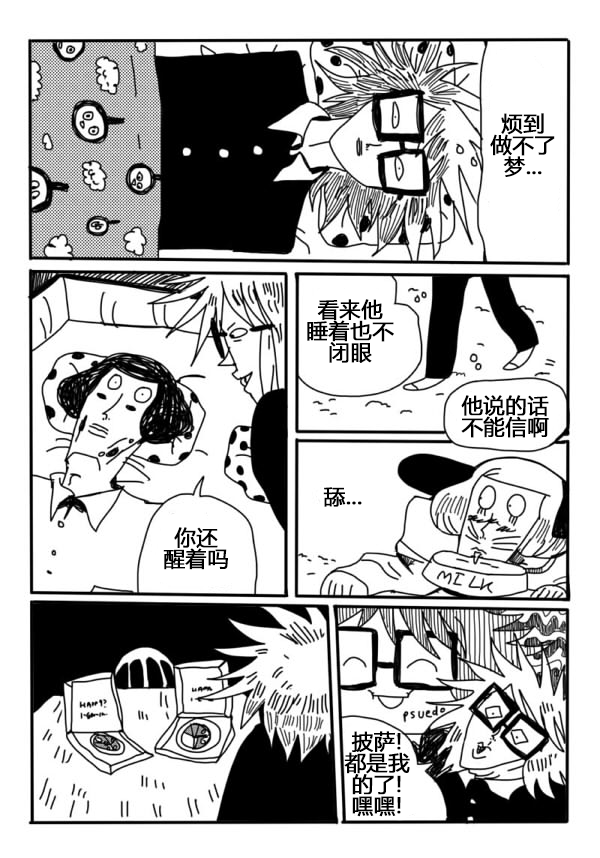 烦到
做不了
梦...
你还
醒着吗
看来他
睡着也不
闭眼
他说的话
不能信啊
舔...
MILK
psuedo
披萨!
都是我
的了!
嘿嘿!